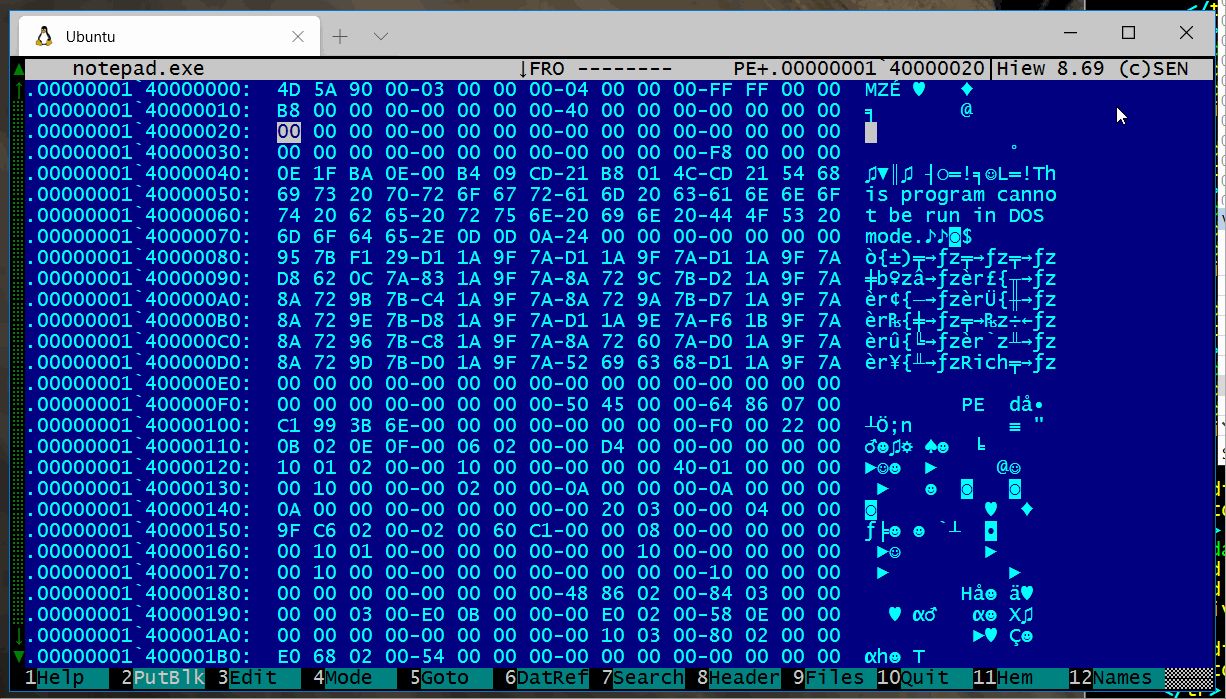 Ubuntu
notepad.exe ↓FRO -------- PE+.00000001`40000020│Hiew 8.69 (c)SEN
.00000001`40000000: 4D 5A 90 00-03 00 00 00-04 00 00 00-FF FF 00 00 MZÉ ♥ ♦
.00000001`40000010: B8 00 00 00-00 00 00 00-40 00 00 00-00 00 00 00 ╕ @
.00000001`40000020: 00 00 00 00-00 00 00 00-00 00 00 00-00 00 00 00
.00000001`40000030: 00 00 00 00-00 00 00 00-00 00 00 00-F8 00 00 00 °
.00000001`40000040: 0E 1F BA 0E-00 B4 09 CD-21 B8 01 4C-CD 21 54 68 ♫▼║♫ ┤○═!╕☺L═!Th
.00000001`40000050: 69 73 20 70-72 6F 67 72-61 6D 20 63-61 6E 6E 6F is program canno
.00000001`40000060: 74 20 62 65-20 72 75 6E-20 69 6E 20-44 4F 53 20 t be run in DOS
.00000001`40000070: 6D 6F 64 65-2E 0D 0D 0A-24 00 00 00-00 00 00 00 mode.♪♪◙$
.00000001`40000080: 95 7B F1 29-D1 1A 9F 7A-D1 1A 9F 7A-D1 1A 9F 7A ò{±)╤→ƒz╤→ƒz╤→ƒz
.00000001`40000090: D8 62 0C 7A-83 1A 9F 7A-8A 72 9C 7B-D2 1A 9F 7A ╪b♀zâ→ƒzèr£{╥→ƒz
.00000001`400000A0: 8A 72 9B 7B-C4 1A 9F 7A-8A 72 9A 7B-D7 1A 9F 7A èr¢{─→ƒzèrÜ{╫→ƒz
.00000001`400000B0: 8A 72 9E 7B-D8 1A 9F 7A-D1 1A 9E 7A-F6 1B 9F 7A èr₧{╪→ƒz╤→₧z÷←ƒz
.00000001`400000C0: 8A 72 96 7B-C8 1A 9F 7A-8A 72 60 7A-D0 1A 9F 7A èrû{╚→ƒzèr`z╨→ƒz
.00000001`400000D0: 8A 72 9D 7B-D0 1A 9F 7A-52 69 63 68-D1 1A 9F 7A èr¥{╨→ƒzRich╤→ƒz
.00000001`400000E0: 00 00 00 00-00 00 00 00-00 00 00 00-00 00 00 00
.00000001`400000F0: 00 00 00 00-00 00 00 00-50 45 00 00-64 86 07 00 PE då•
.00000001`40000100: C1 99 3B 6E-00 00 00 00-00 00 00 00-F0 00 22 00 ┴Ö;n ≡ "
.00000001`40000110: 0B 02 0E 0F-00 06 02 00-00 D4 00 00-00 00 00 00 ♂☻♫☼ ♠☻ ╘
.00000001`40000120: 10 01 02 00-00 10 00 00-00 00 00 40-01 00 00 00 ►☺☻ ► @☺
.00000001`40000130: 00 10 00 00-00 02 00 00-0A 00 00 00-0A 00 00 00 ► ☻ ◙ ◙
.00000001`40000140: 0A 00 00 00-00 00 00 00-00 20 03 00-00 04 00 00 ◙ ♥ ♦
.00000001`40000150: 9F C6 02 00-02 00 60 C1-00 00 08 00-00 00 00 00 ƒ╞☻ ☻ `┴ ◘
.00000001`40000160: 00 10 01 00-00 00 00 00-00 10 00 00-00 00 00 00 ►☺ ►
.00000001`40000170: 00 10 00 00-00 00 00 00-00 00 00 00-10 00 00 00 ► ►
.00000001`40000180: 00 00 00 00-00 00 00 00-48 86 02 00-84 03 00 00 Hå☻ ä♥
.00000001`40000190: 00 00 03 00-E0 0B 00 00-00 E0 02 00-58 0E 00 00 ♥ α♂ α☻ X♫
.00000001`400001A0: 00 00 00 00-00 00 00 00-00 10 03 00-80 02 00 00 ►♥ Ç☻
.00000001`400001B0: E0 68 02 00-54 00 00 00-00 00 00 00-00 00 00 00 αh☻ T
1Help 2PutBlk 3Edit 4Mode 5Goto 6DatRef 7Search 8Header 9Files 10Quit 11Hem 12Names